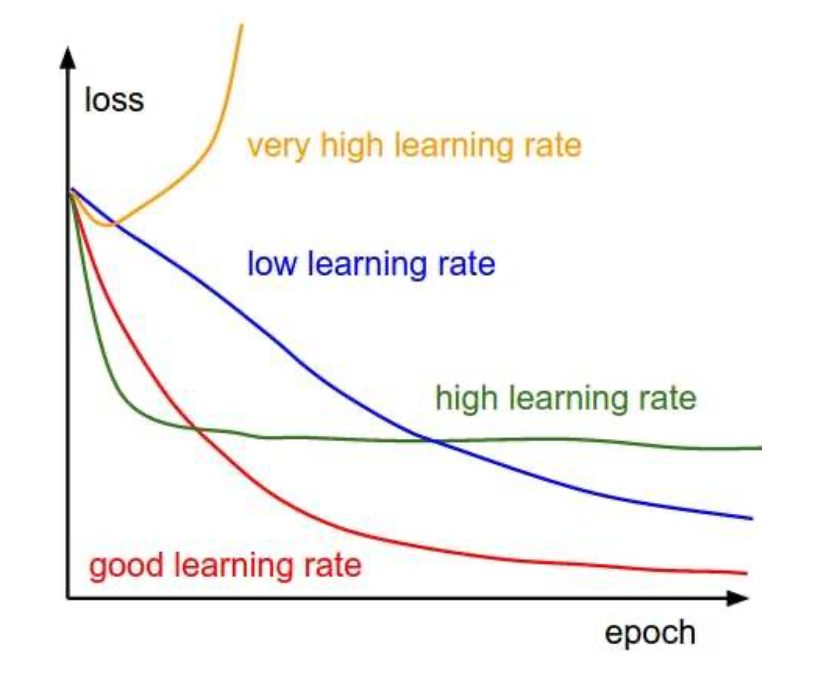 loss
very high learning rate
low learning rate
high learning rate
good learning rate
epoch